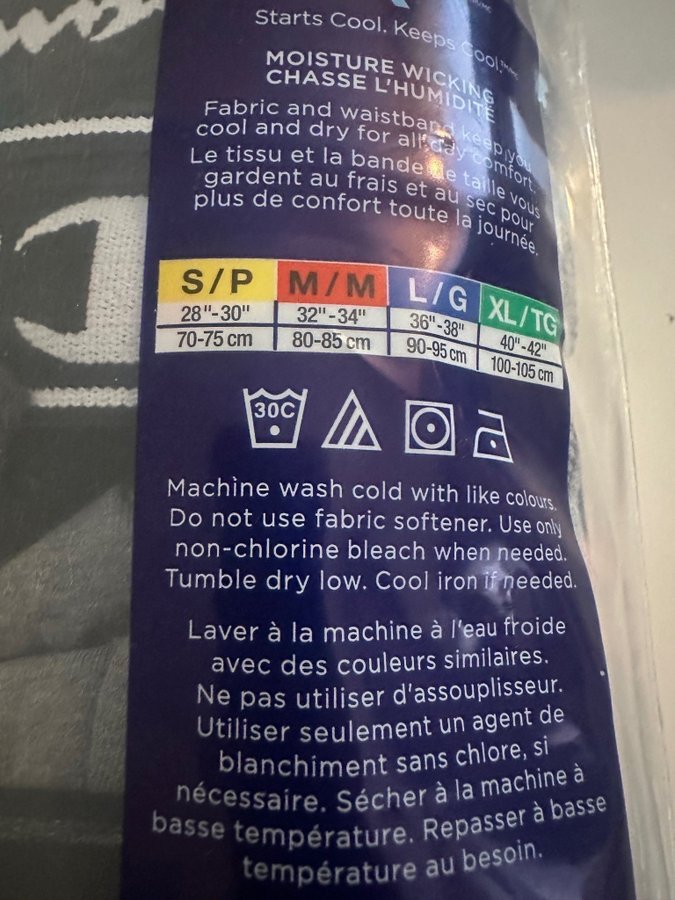 Starts Cool. Keeps Cool.
MOISTURE WICKING
CHASSE L'HUMIDITÉ
Fabric and waistband keep you
cool and dry for all day comfort.
Le tissu et la bande de taille vous
gardent au frais et au sec pour
plus de confort toute la journée.
S/P M/M L/G XL/TG
28"-30" 32"-34" 36"-38" 40"-42"
70-75 cm 80-85 cm 90-95 cm 100-105 cm
30C
Machine wash cold with like colours.
Do not use fabric softener. Use only
non-chlorine bleach when needed.
Tumble dry low. Cool iron if needed.
Laver à la machine à l'eau froide
avec des couleurs similaires.
Ne pas utiliser d'assouplisseur.
Utiliser seulement un agent de
blanchiment sans chlore, si
nécessaire. Sécher à la machine à
basse température. Repasser à basse
température au besoin.